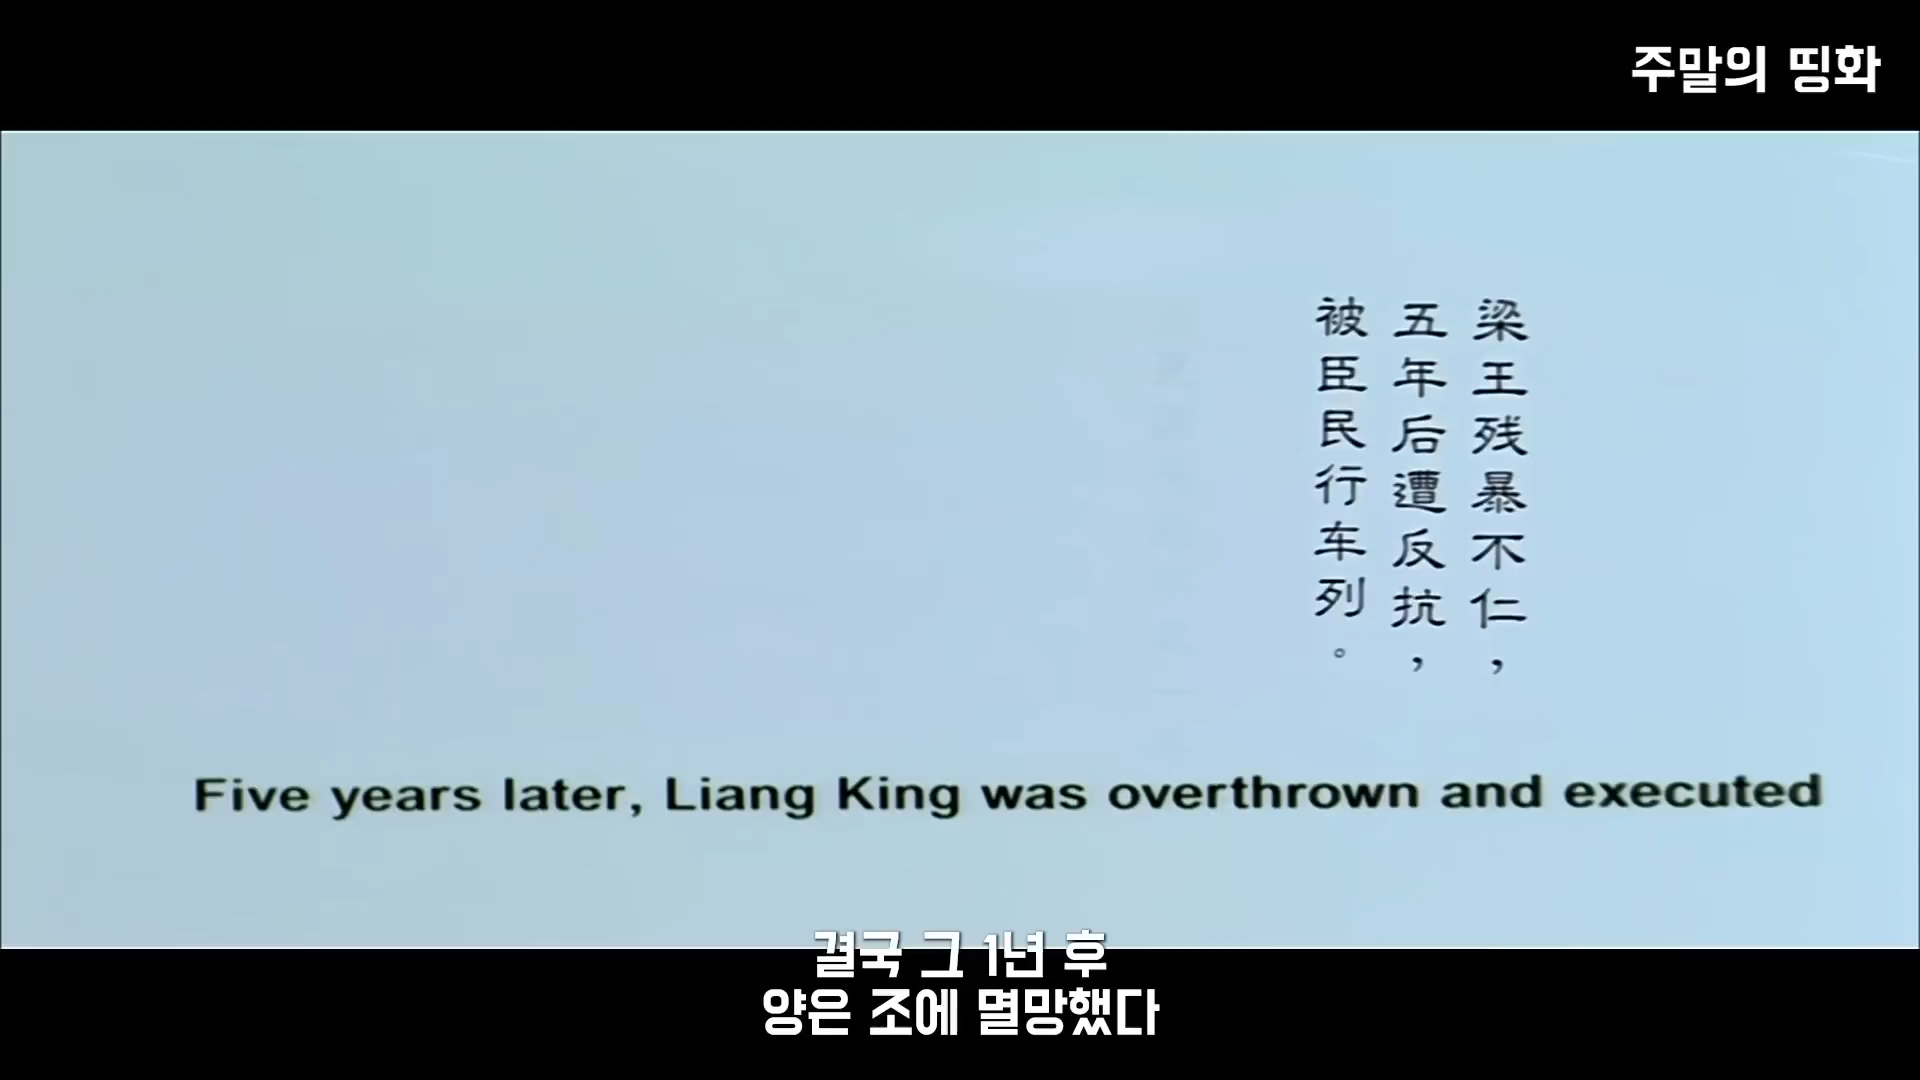 주말의 띵화
梁王残暴不仁，
五年后遭反抗，
被臣民行车列。
Five years later, Liang King was overthrown and executed
결국 그 1년 후
양은 조에 멸망했다